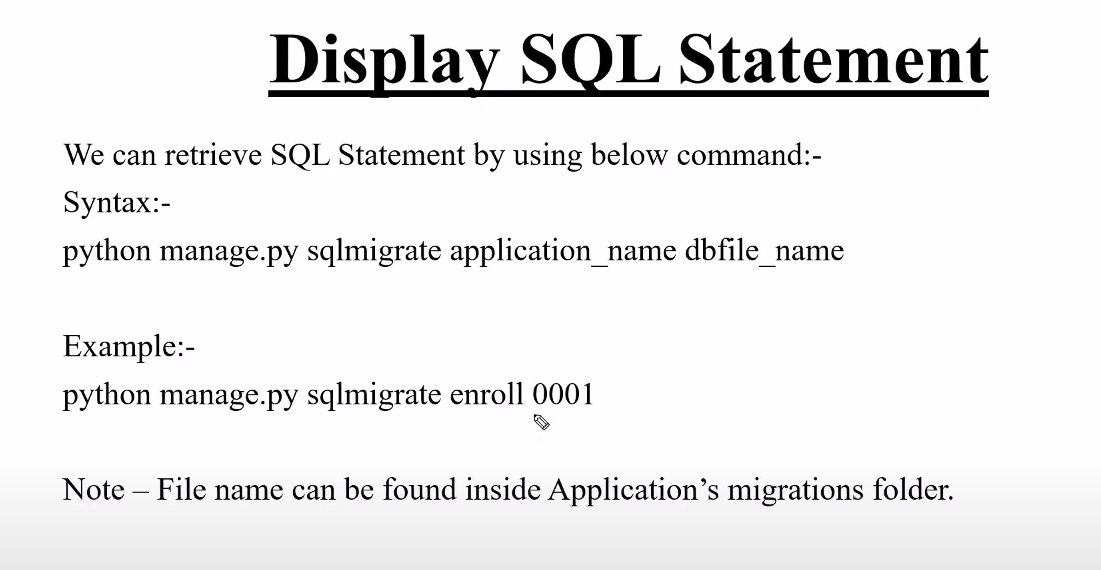 Display SQL Statement
We can retrieve SQL Statement by using below command:-
Syntax:-
python manage.py sqlmigrate application_name dbfile_name
Example:-
python manage.py sqlmigrate enroll 0001
Note – File name can be found inside Application’s migrations folder.